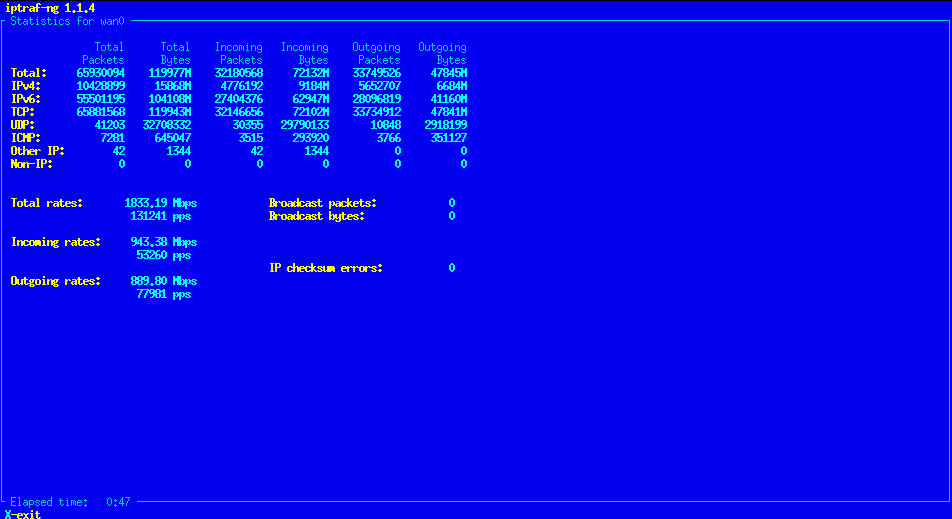 iptraf-ng 1.1.4
Statistics for wan0
Total Total Incoming Incoming Outgoing Outgoing
Packets Bytes Packets Bytes Packets Bytes
Total: 65930094 119977M 32180568 72132M 33749526 47845M
IPv4: 10428899 15868M 4776192 9184M 5652707 6684M
IPv6: 55501195 104108M 27404376 62947M 28096819 41160M
TCP: 65881568 119943M 32146656 72102M 33734912 47841M
UDP: 41203 32708332 30355 29790133 10848 2918199
ICMP: 7281 645047 3515 293920 3766 351127
Other IP: 42 1344 42 1344 0 0
Non-IP: 0 0 0 0 0 0
Total rates: 1833.19 Mbps Broadcast packets: 0
131241 pps Broadcast bytes: 0
Incoming rates: 943.38 Mbps
53260 pps
IP checksum errors: 0
Outgoing rates: 889.80 Mbps
77981 pps
Elapsed time: 0:47
X-exit